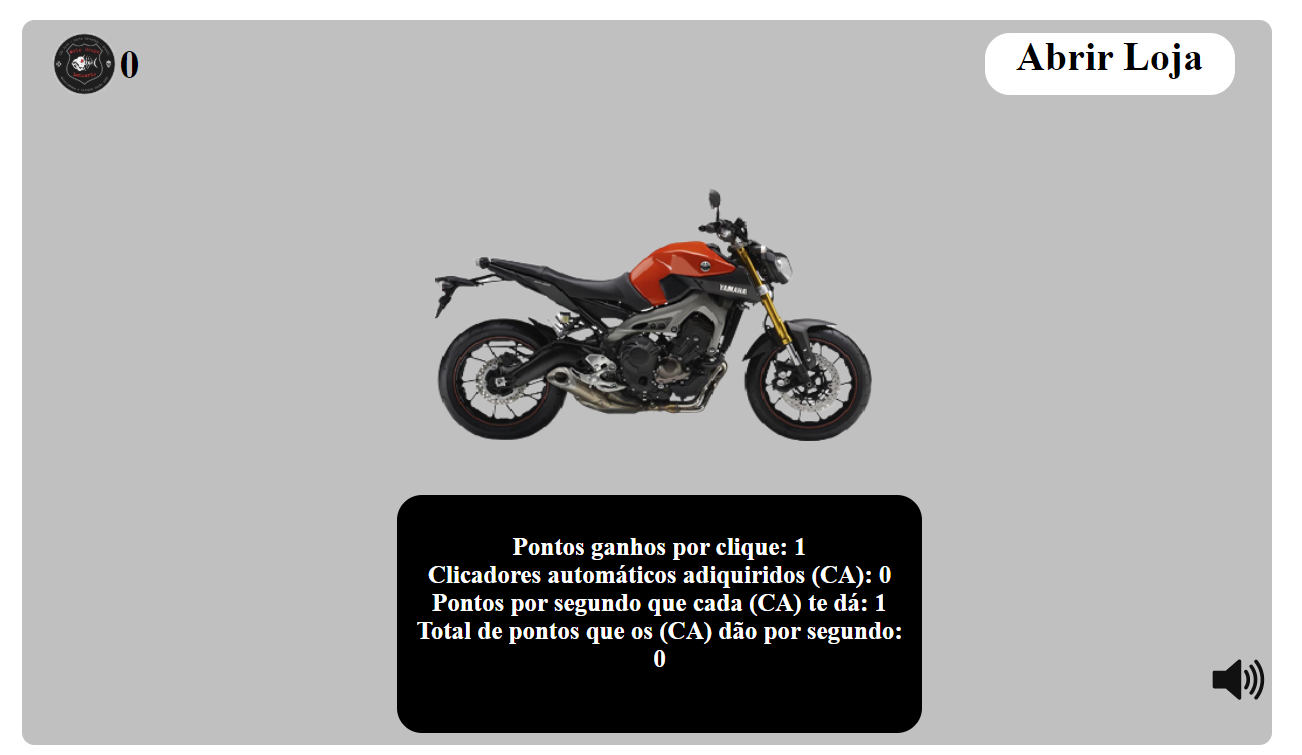 0
Abrir Loja
YAMAHA
Pontos ganhos por clique: 1
Clicadores automáticos adiquiridos (CA): 0
Pontos por segundo que cada (CA) te dá: 1
Total de pontos que os (CA) dão por segundo:
0